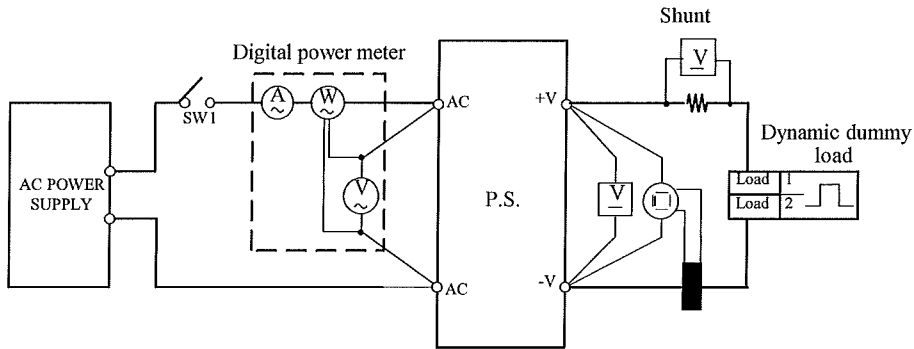 Shunt
V
Digital power meter
A
W
AC
+V
SW1
Dynamic dummy
load
AC POWER
SUPPLY
V
P.S.
V
Load 1
Load 2
AC
-V